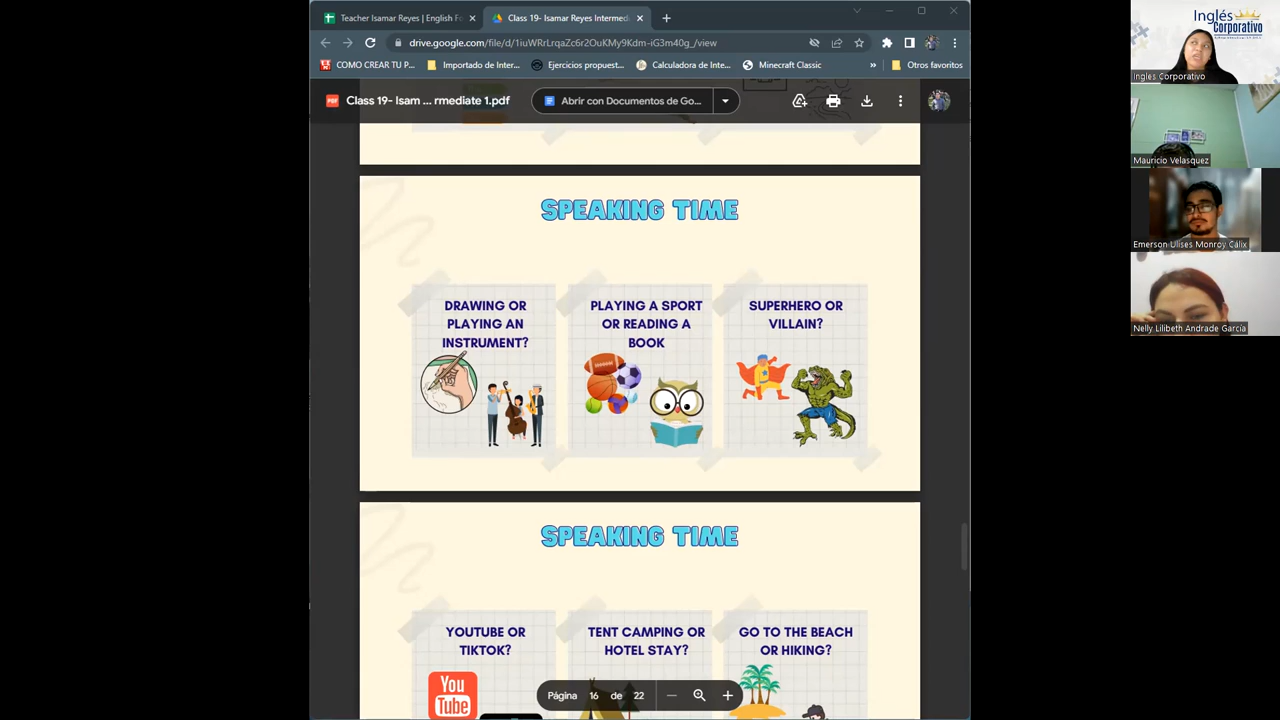 Teacher Isamar Reyes | English F
Class 19- Isamar Reyes Intermed
drive.google.com/file/d/1iuWRrLrqaZc6r2OuKMy9Kdm-iG3m40g_/view
COMO CREAR TU P...
Importado de Inter...
Ejercicios propuest...
Calculadora de Inte...
Minecraft Classic
»
Otros favoritos
PDF
Class 19- Isam ... rmediate 1.pdf
Abrir con Documentos de Go...
SPEAKING TIME
DRAWING OR
PLAYING AN
INSTRUMENT?
PLAYING A SPORT
OR READING A
BOOK
SUPERHERO OR
VILLAIN?
SPEAKING TIME
YOUTUBE OR
TIKTOK?
TENT CAMPING OR
HOTEL STAY?
GO TO THE BEACH
OR HIKING?
You
Tube
Página 16 de 22
Inglés
Corporativo
Ingles Corporativo
Mauricio Velasquez
Emerson Ulises Monroy Cálix
Nelly Lilibeth Andrade García